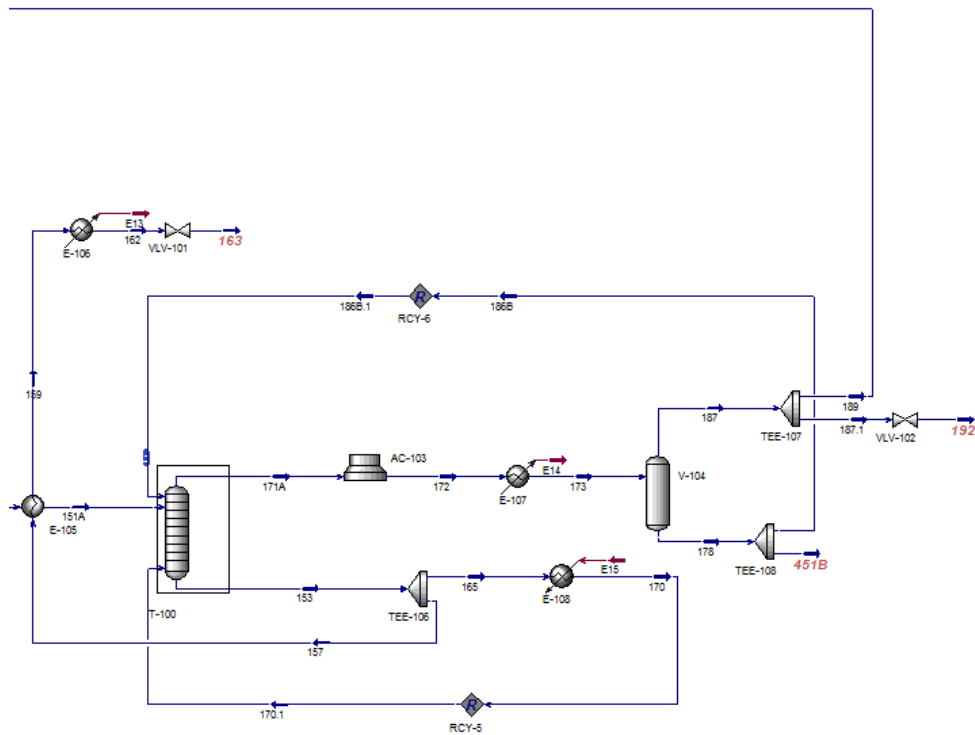 E13
162
VLV-101
163
E-106
186B.1
RCY-6
186B
159
187
189
TEE-107
187.1
VLV-102
192
AC-103
171A
172
E14
E-107
173
V-104
151A
E-105
178
TEE-108
451B
T-100
153
TEE-106
165
E15
E-108
170
157
170.1
RCY-5
R
R